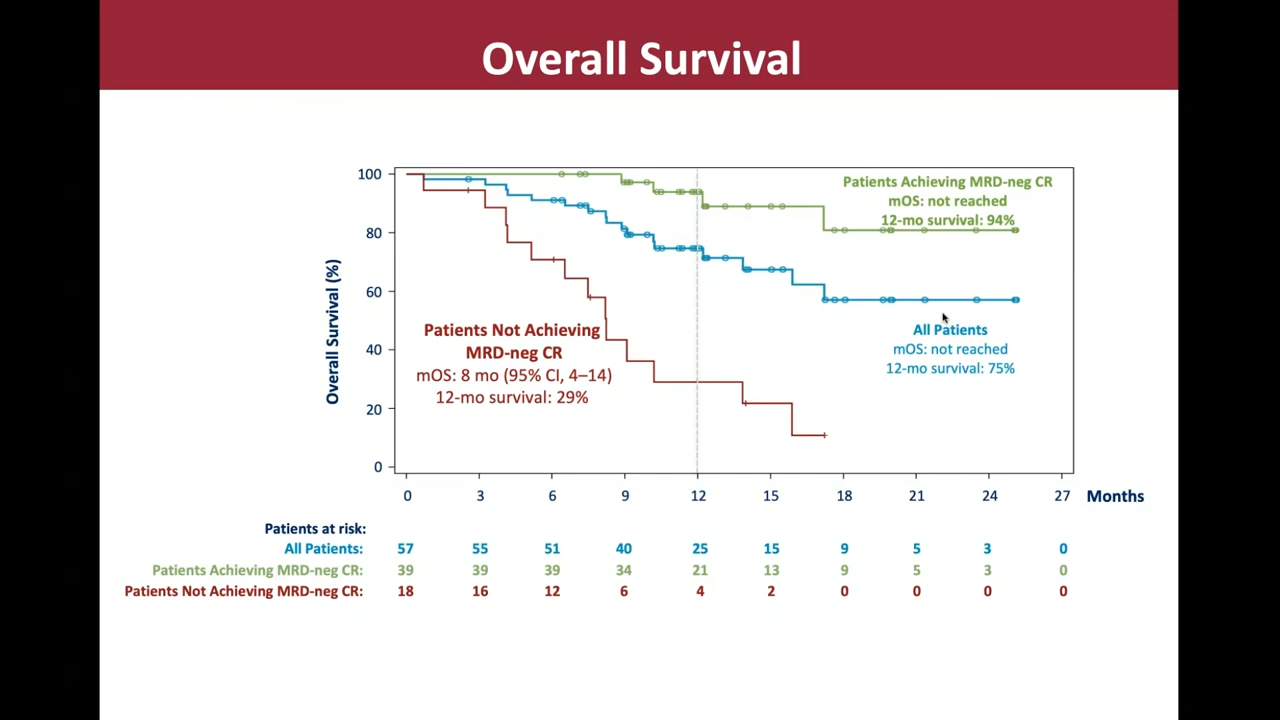 Overall Survival
Overall Survival (%)
100
80
60
40
20
0
Patients Achieving MRD-neg CR
mOS: not reached
12-mo survival: 94%
All Patients
mOS: not reached
12-mo survival: 75%
Patients Not Achieving
MRD-neg CR
mOS: 8 mo (95% CI, 4–14)
12-mo survival: 29%
0 3 6 9 12 15 18 21 24 27 Months
Patients at risk:
All Patients: 57 55 51 40 25 15 9 5 3 0
Patients Achieving MRD-neg CR: 39 39 39 34 21 13 9 5 3 0
Patients Not Achieving MRD-neg CR: 18 16 12 6 4 2 0 0 0 0